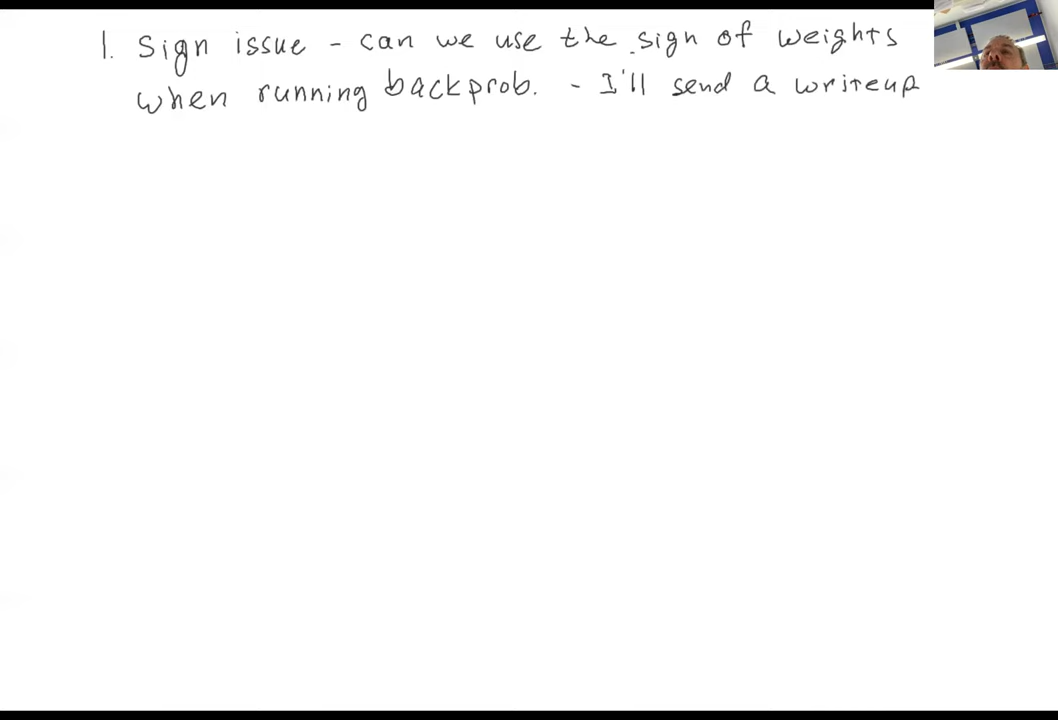 1. Sign issue - can we use the sign of weights
when running backprob. - I'll send a writeup